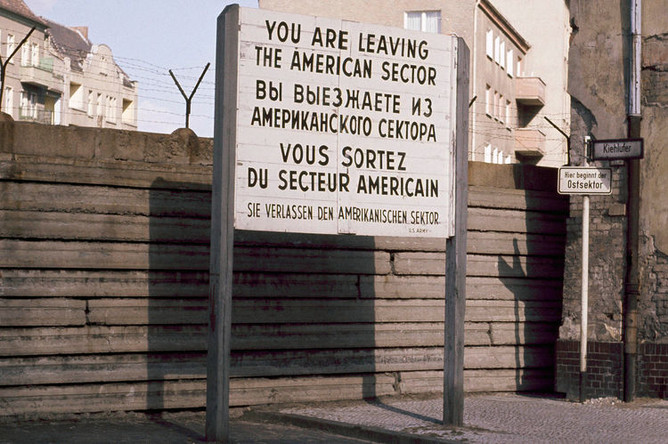 YOU ARE LEAVING
THE AMERICAN SECTOR
ВЫ ВЫЕЗЖАЕТЕ ИЗ
АМЕРИКАНСКОГО СЕКТОРА
VOUS SORTEZ
DU SECTEUR AMERICAIN
SIE VERLASSEN DEN AMERIKANISCHEN SEKTOR
U.S. ARMY
Kiehlufer
Hier beginnt der
Ostsektor